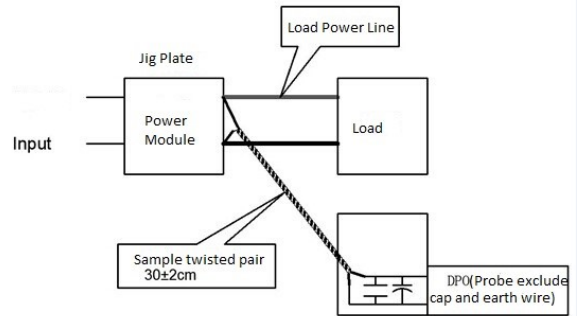 Load Power Line
Jig Plate
Power
Module
Load
Input
Sample twisted pair
30±2cm
DPO(Probe exclude
cap and earth wire)